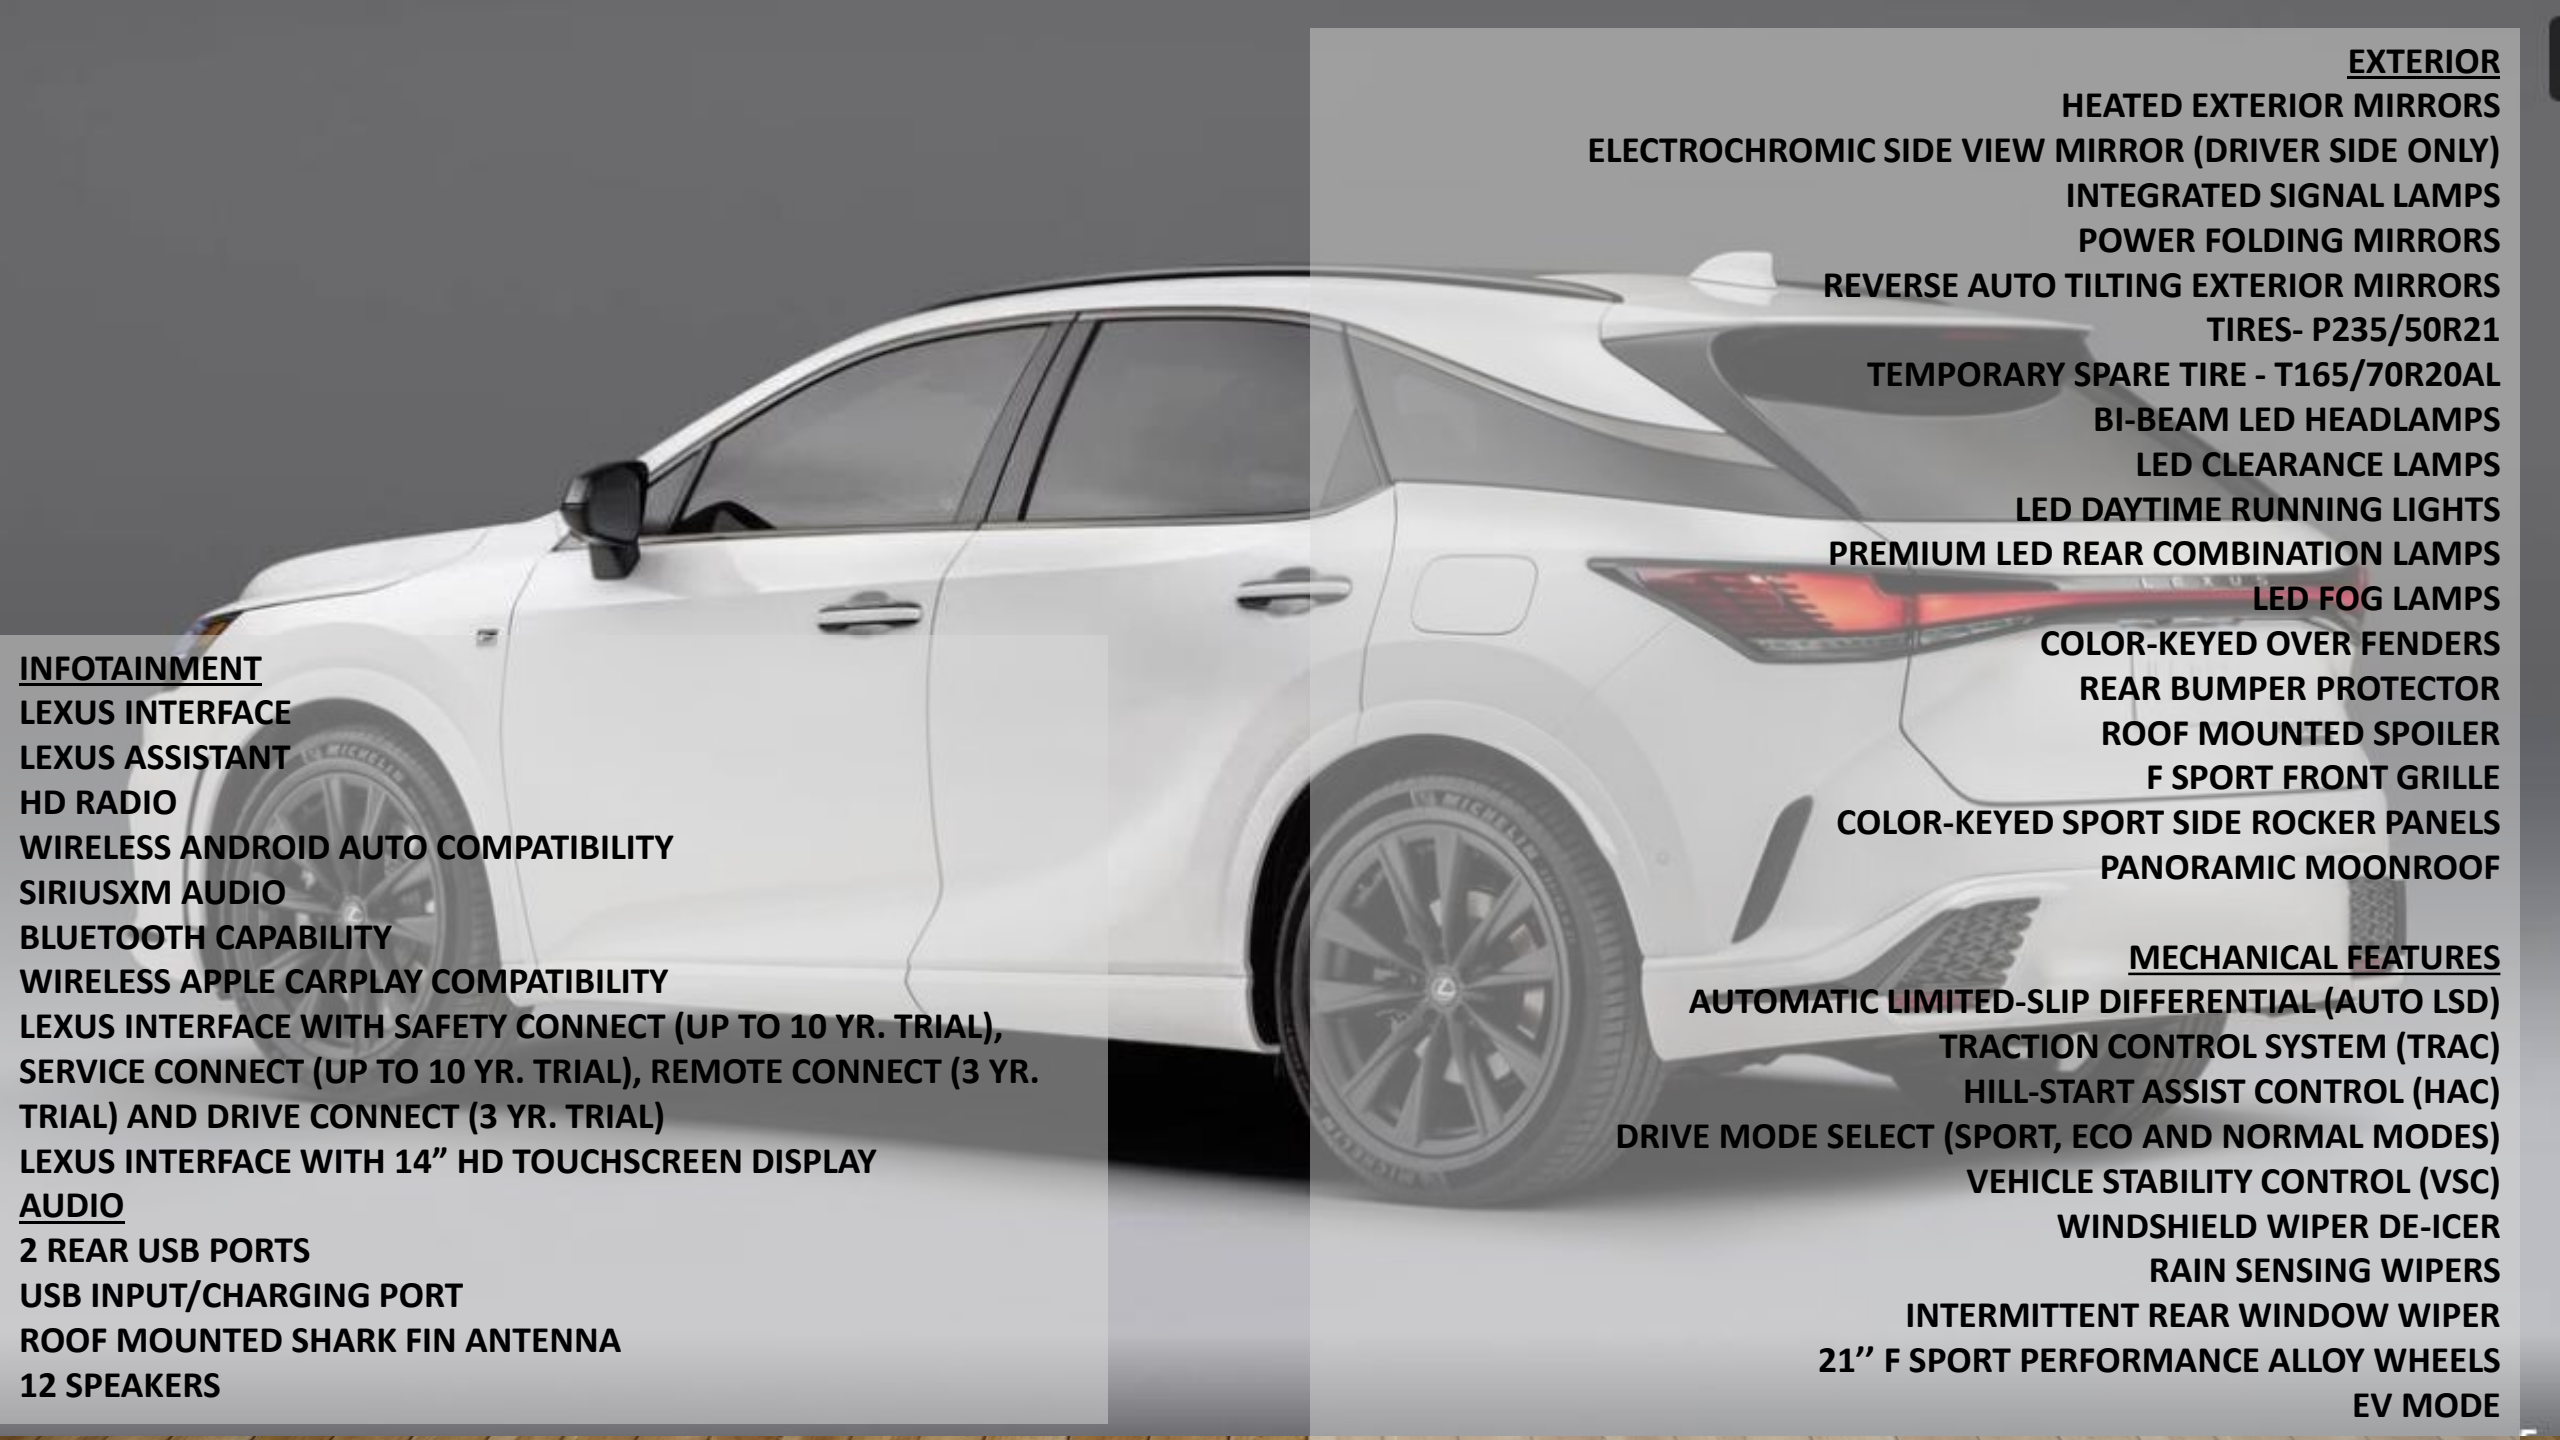 EXTERIOR
HEATED EXTERIOR MIRRORS
ELECTROCHROMIC SIDE VIEW MIRROR (DRIVER SIDE ONLY)
INTEGRATED SIGNAL LAMPS
POWER FOLDING MIRRORS
REVERSE AUTO TILTING EXTERIOR MIRRORS
TIRES- P235/50R21
TEMPORARY SPARE TIRE - T165/70R20AL
BI-BEAM LED HEADLAMPS
LED CLEARANCE LAMPS
LED DAYTIME RUNNING LIGHTS
PREMIUM LED REAR COMBINATION LAMPS
LEXUS
LED FOG LAMPS
COLOR-KEYED OVER FENDERS
REAR BUMPER PROTECTOR
ROOF MOUNTED SPOILER
F SPORT FRONT GRILLE
COLOR-KEYED SPORT SIDE ROCKER PANELS
PANORAMIC MOONROOF
MECHANICAL FEATURES
AUTOMATIC LIMITED-SLIP DIFFERENTIAL (AUTO LSD)
TRACTION CONTROL SYSTEM (TRAC)
HILL-START ASSIST CONTROL (HAC)
DRIVE MODE SELECT (SPORT, ECO AND NORMAL MODES)
VEHICLE STABILITY CONTROL (VSC)
WINDSHIELD WIPER DE-ICER
RAIN SENSING WIPERS
INTERMITTENT REAR WINDOW WIPER
21’’ F SPORT PERFORMANCE ALLOY WHEELS
EV MODE
INFOTAINMENT
LEXUS INTERFACE
LEXUS ASSISTANT
HD RADIO
WIRELESS ANDROID AUTO COMPATIBILITY
SIRIUSXM AUDIO
BLUETOOTH CAPABILITY
WIRELESS APPLE CARPLAY COMPATIBILITY
LEXUS INTERFACE WITH SAFETY CONNECT (UP TO 10 YR. TRIAL),
SERVICE CONNECT (UP TO 10 YR. TRIAL), REMOTE CONNECT (3 YR.
TRIAL) AND DRIVE CONNECT (3 YR. TRIAL)
LEXUS INTERFACE WITH 14” HD TOUCHSCREEN DISPLAY
AUDIO
2 REAR USB PORTS
USB INPUT/CHARGING PORT
ROOF MOUNTED SHARK FIN ANTENNA
12 SPEAKERS
MICHELIN
MICHELIN
MICHELIN